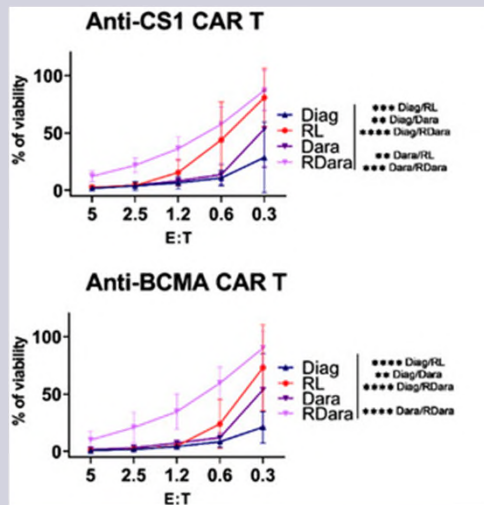 Anti-CS1 CAR T
% of viability
100
50
0
5 2.5 1.2 0.6 0.3
E:T
Diag
RL
Dara
RDara
*** Diag/RL
** Diag/Dara
**** Diag/RDara
** Dara/RL
*** Dara/RDara
Anti-BCMA CAR T
% of viability
100
50
0
5 2.5 1.2 0.6 0.3
E:T
Diag
RL
Dara
RDara
**** Diag/RL
** Diag/Dara
**** Diag/RDara
**** Dara/RDara